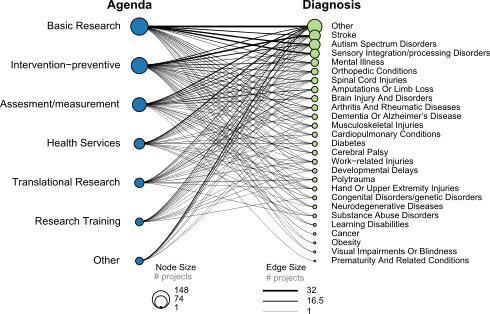 Agenda
Basic Research
Intervention−preventive
Assesment/measurement
Health Services
Translational Research
Research Training
Other
Diagnosis
Other
Stroke
Autism Spectrum Disorders
Sensory Integration/processing Disorders
Mental Illness
Orthopedic Conditions
Spinal Cord Injuries
Amputations Or Limb Loss
Brain Injury And Disorders
Arthritis And Rheumatic Diseases
Dementia Or Alzheimer's Disease
Musculoskeletal Injuries
Cardiopulmonary Conditions
Diabetes
Cerebral Palsy
Work−related Injuries
Developmental Delays
Polytrauma
Hand Or Upper Extremity Injuries
Congenital Disorders/genetic Disorders
Neurodegenerative Diseases
Substance Abuse Disorders
Learning Disabilities
Cancer
Obesity
Visual Impairments Or Blindness
Prematurity And Related Conditions
Node Size
# projects
148
74
1
Edge Size
# projects
32
16.5
1